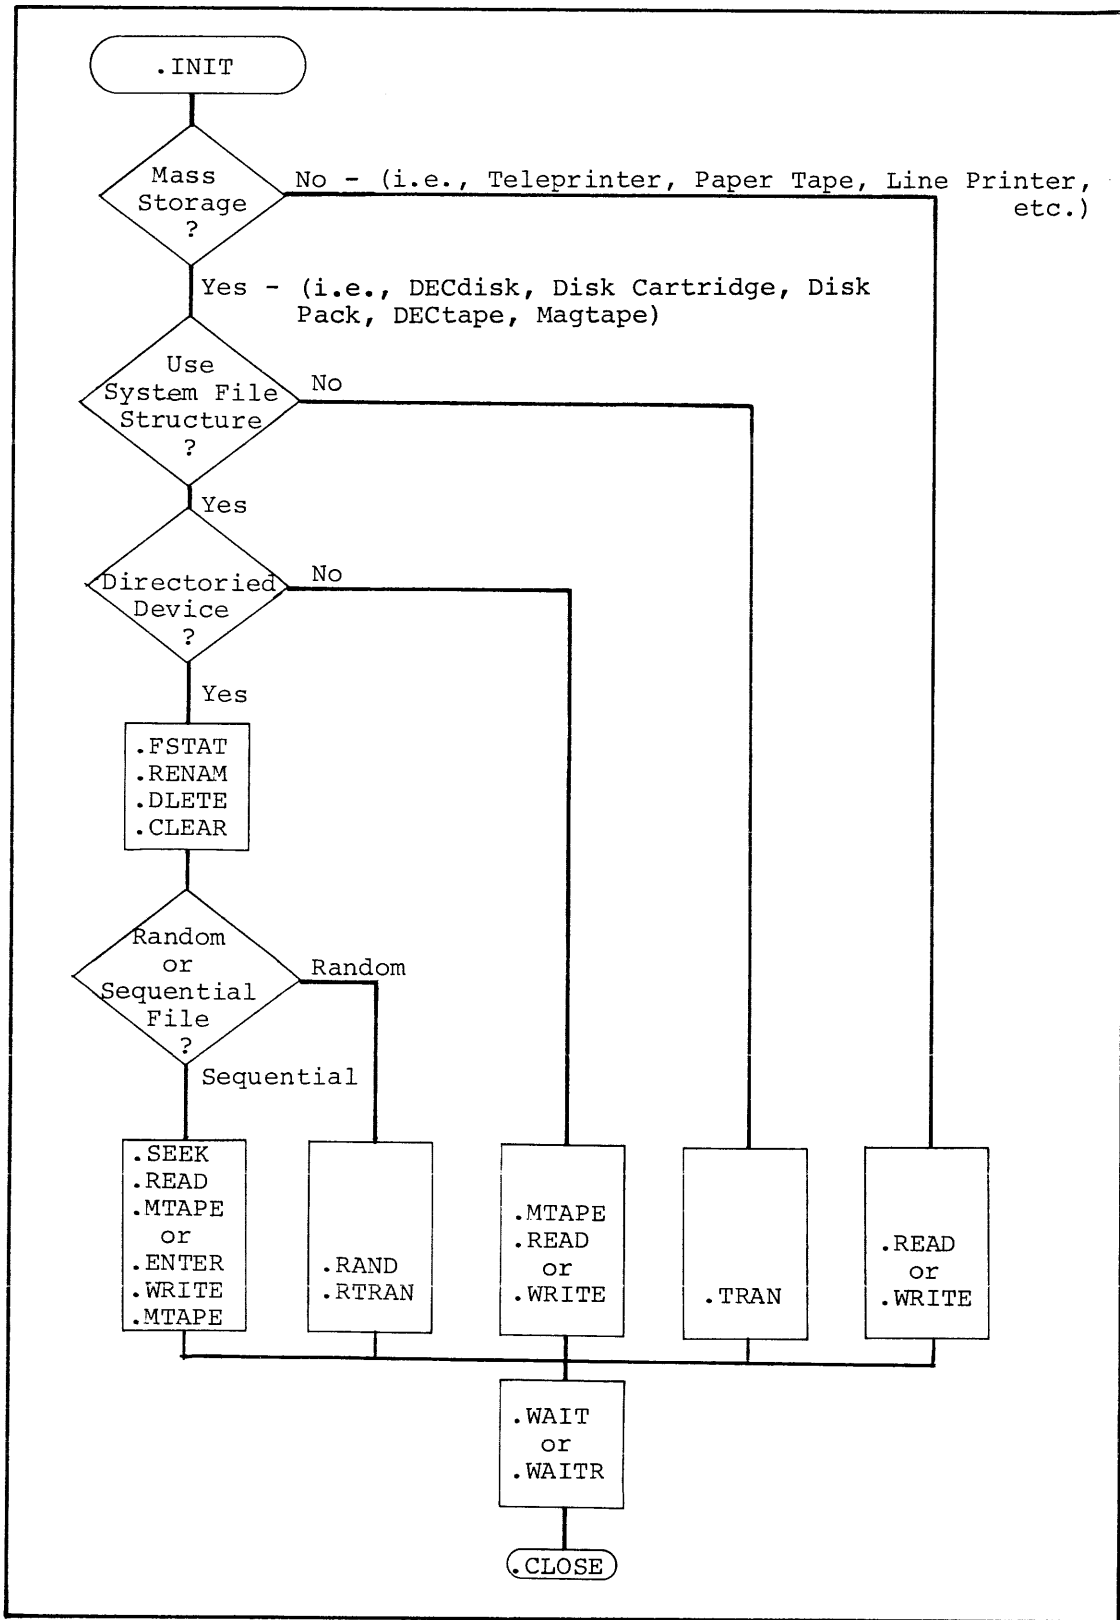 .INIT
Mass
Storage
?
No - (i.e., Teleprinter, Paper Tape, Line Printer,
etc.)
Yes - (i.e., DECdisk, Disk Cartridge, Disk
Pack, DECtape, Magtape)
Use
System File
Structure
?
No
Yes
Directoried
Device
?
No
Yes
.FSTAT
.RENAM
.DLETE
.CLEAR
Random
or
Sequential
File
?
Random
Sequential
.SEEK
.READ
.MTAPE
or
.ENTER
.WRITE
.MTAPE
.RAND
.RTRAN
.MTAPE
.READ
or
.WRITE
.TRAN
.READ
or
.WRITE
.WAIT
or
.WAITR
.CLOSE